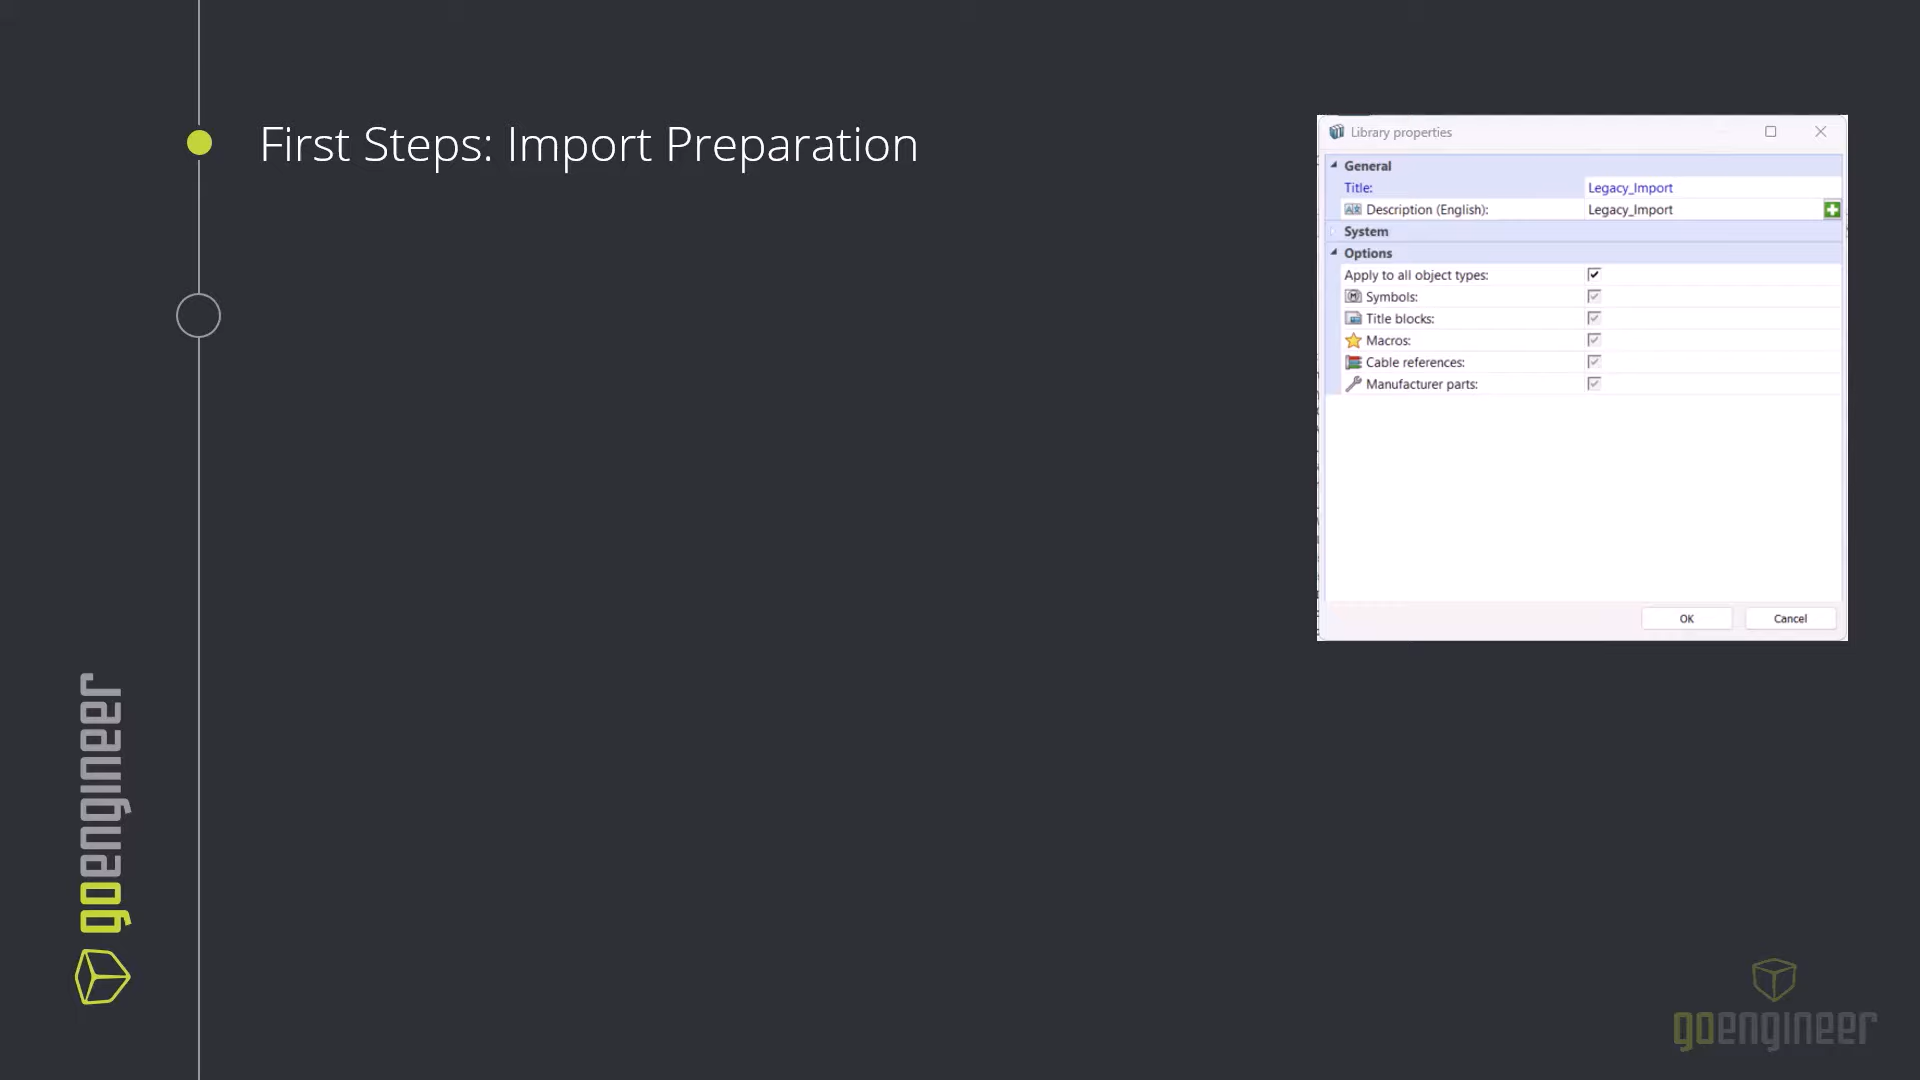 First Steps: Import Preparation
Library properties
General
Title: Legacy_Import
Description (English): Legacy_Import
System
Options
Apply to all object types:
Symbols:
Title blocks:
Macros:
Cable references:
Manufacturer parts:
OK Cancel
goengineer
goengineer